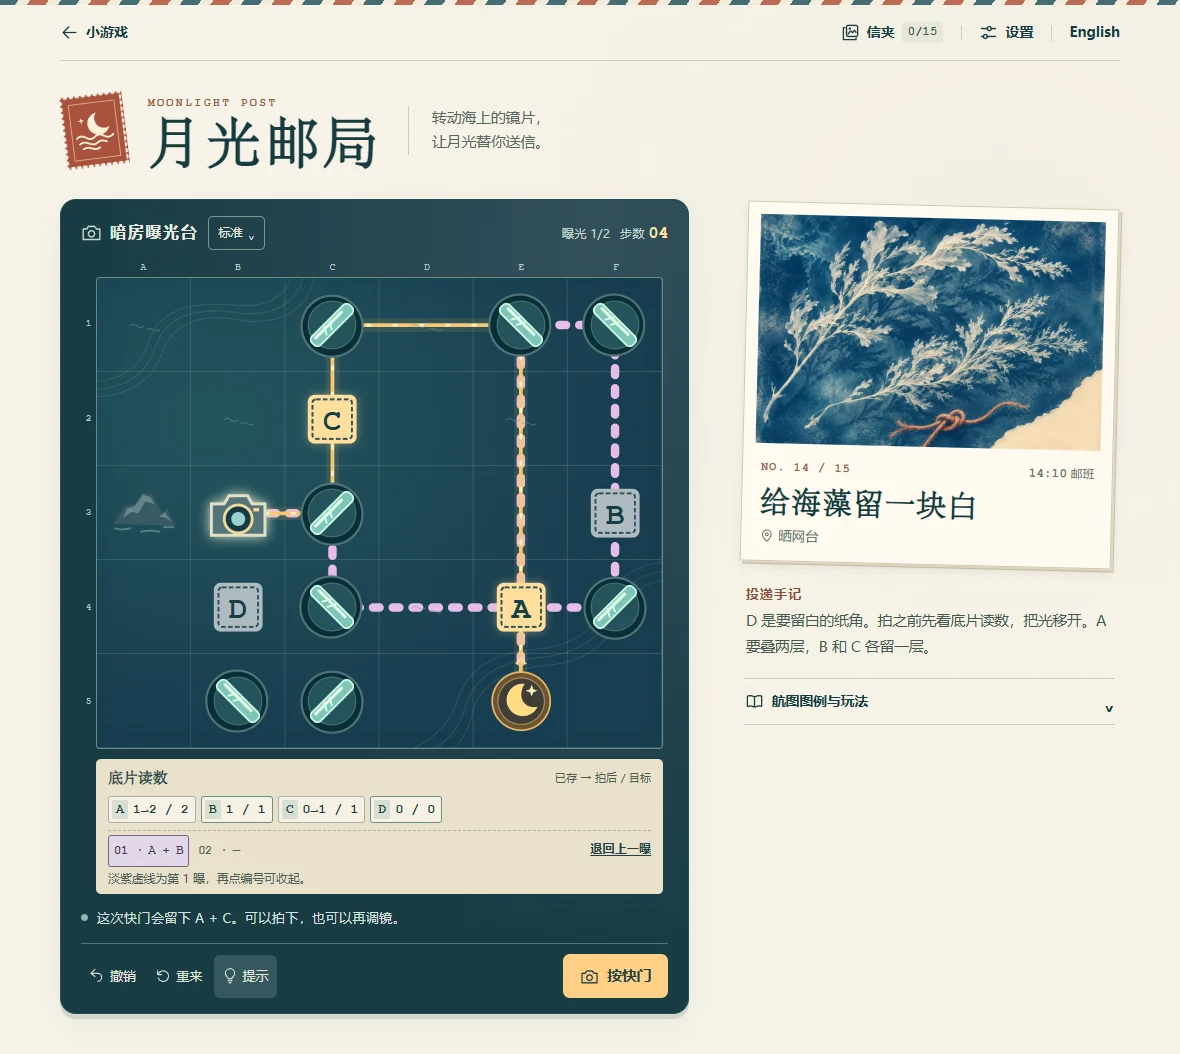 小游戏
信夹 0/15
设置
English
MOONLIGHT POST
月光邮局
转动海上的镜片，
让月光替你送信。
暗房曝光台
标准
曝光 1/2 步数 04
A B C D E F
1
2
C
3
B
4
D
A
5
底片读数
已存 → 拍后 / 目标
A 1→2 / 2
B 1 / 1
C 0→1 / 1
D 0 / 0
01 · A + B
02 · —
退回上一曝
淡紫虚线为第 1 曝，再点编号可收起。
这次快门会留下 A + C。可以拍下，也可以再调镜。
撤销
重来
提示
按快门
NO. 14 / 15
14:10 邮班
给海藻留一块白
晒网台
投递手记
D 是要留白的纸角。拍之前先看底片读数，把光移开。A
要叠两层，B 和 C 各留一层。
航图图例与玩法